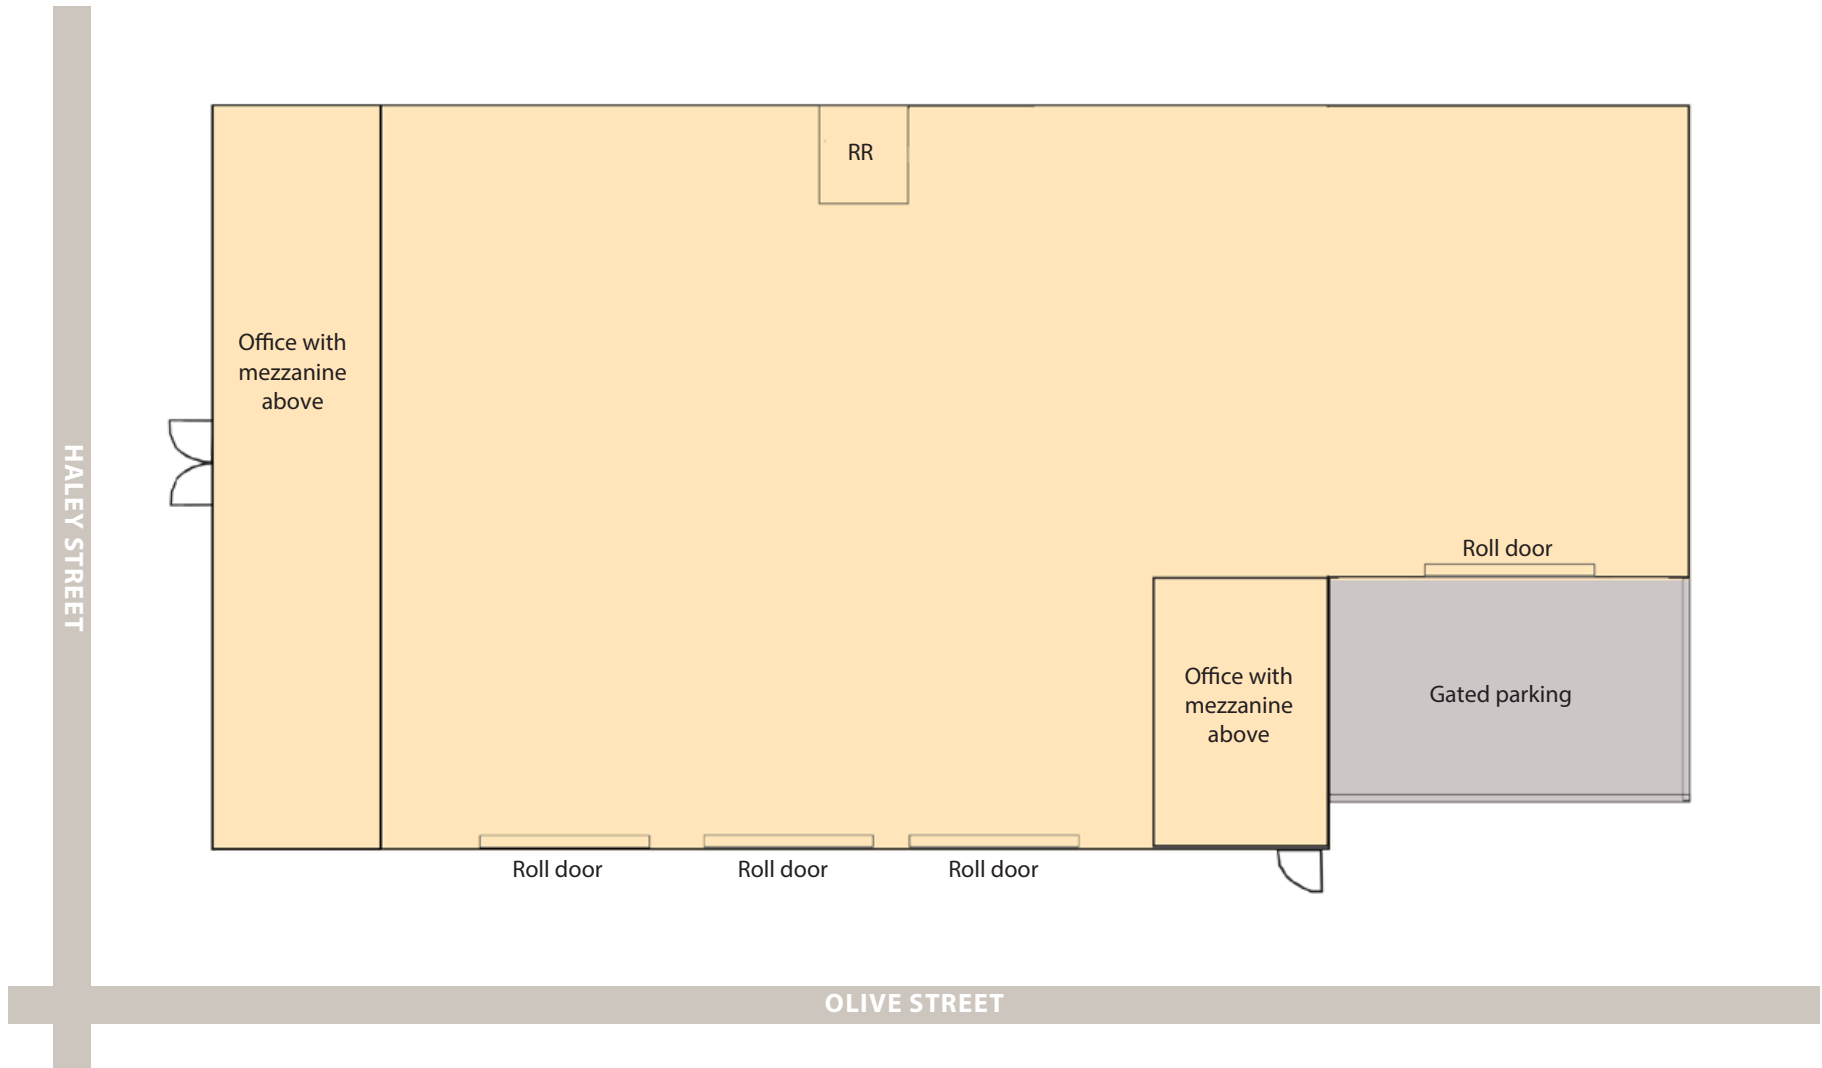 RR
Office with
mezzanine
above
HALEY STREET
Roll door
Office with
mezzanine
above
Gated parking
Roll door
Roll door
Roll door
OLIVE STREET